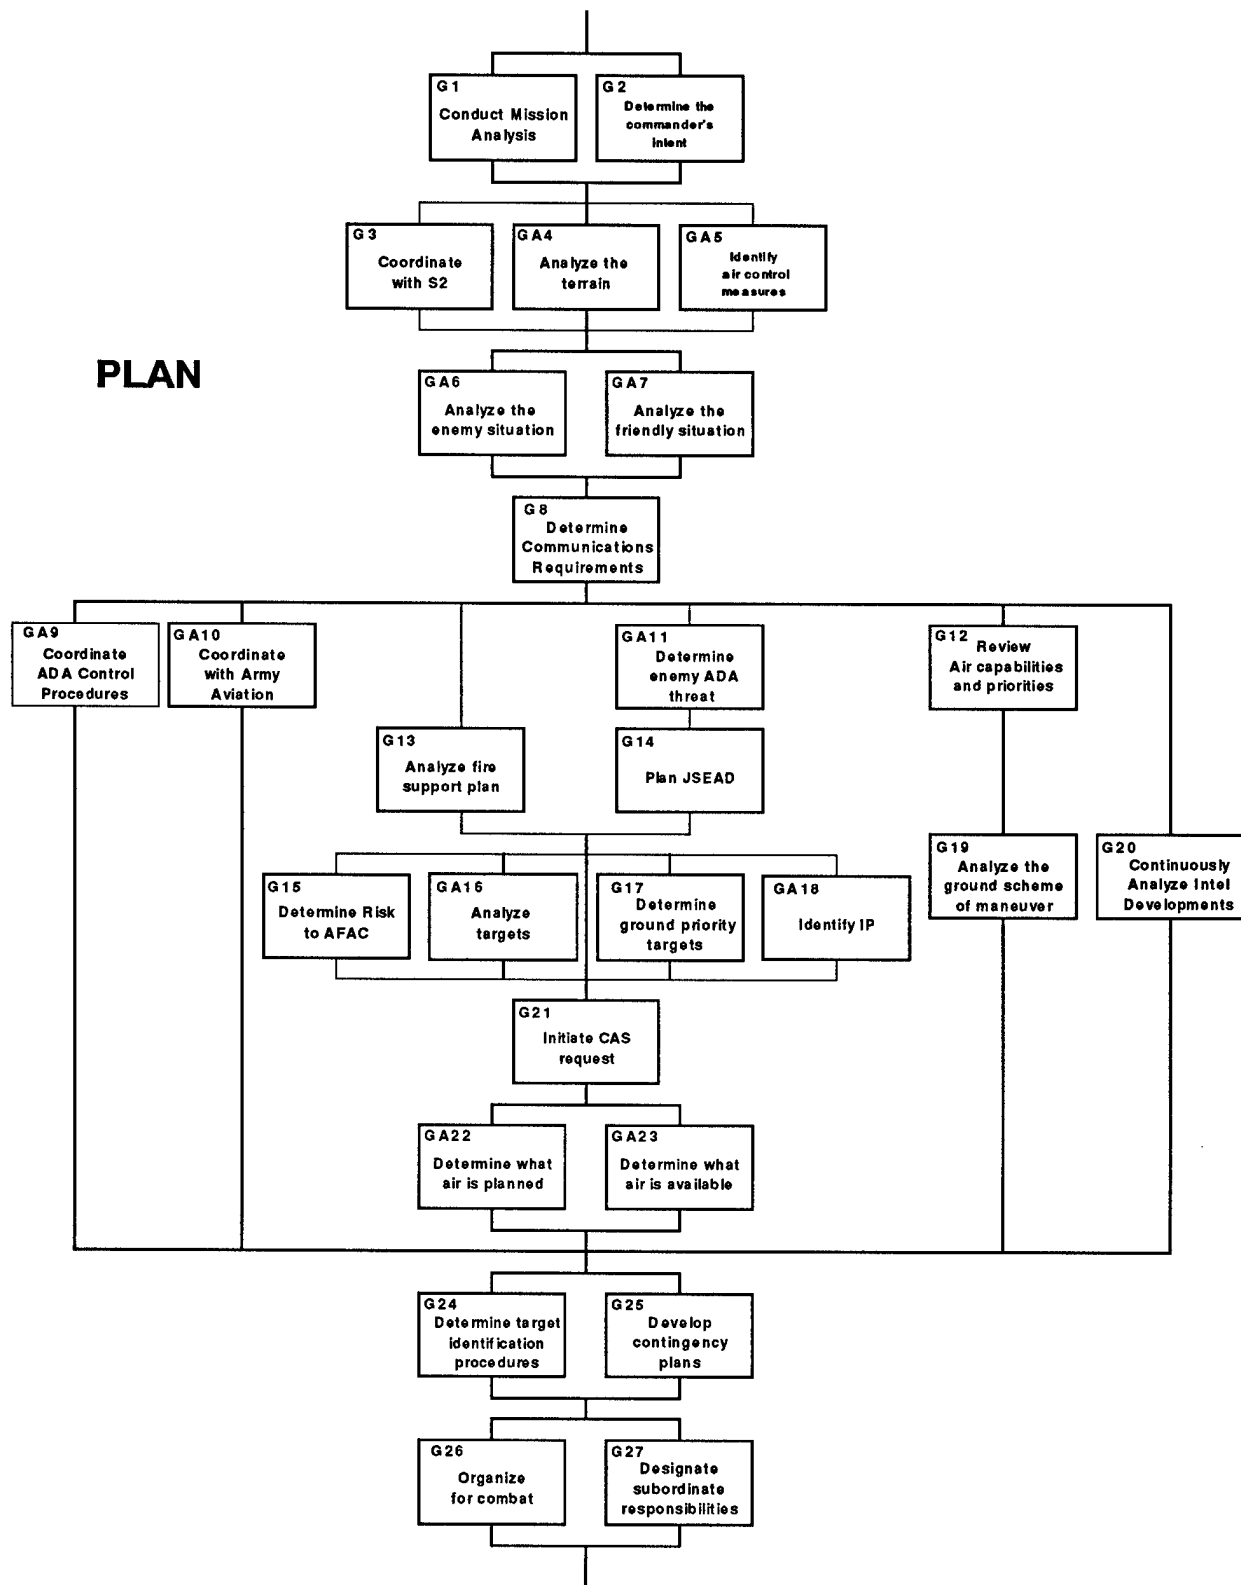 G1
Conduct Mission
Analysis
G2
Determine the
commander's
intent
G3
Coordinate
with S2
GA4
Analyze the
terrain
GA5
Identify
air control
measures
PLAN
GA6
Analyze the
enemy situation
GA7
Analyze the
friendly situation
G8
Determine
Communications
Requirements
GA9
Coordinate
ADA Control
Procedures
GA10
Coordinate
with Army
Aviation
GA11
Determine
enemy ADA
threat
G12
Review
Air capabilities
and priorities
G13
Analyze fire
support plan
G14
Plan JSEAD
G15
Determine Risk
to AFAC
GA16
Analyze
targets
G17
Determine
ground priority
targets
GA18
Identify IP
G19
Analyze the
ground scheme
of maneuver
G20
Continuously
Analyze Intel
Developments
G21
Initiate CAS
request
GA22
Determine what
air is planned
GA23
Determine what
air is available
G24
Determine target
identification
procedures
G25
Develop
contingency
plans
G26
Organize
for combat
G27
Designate
subordinate
responsibilities